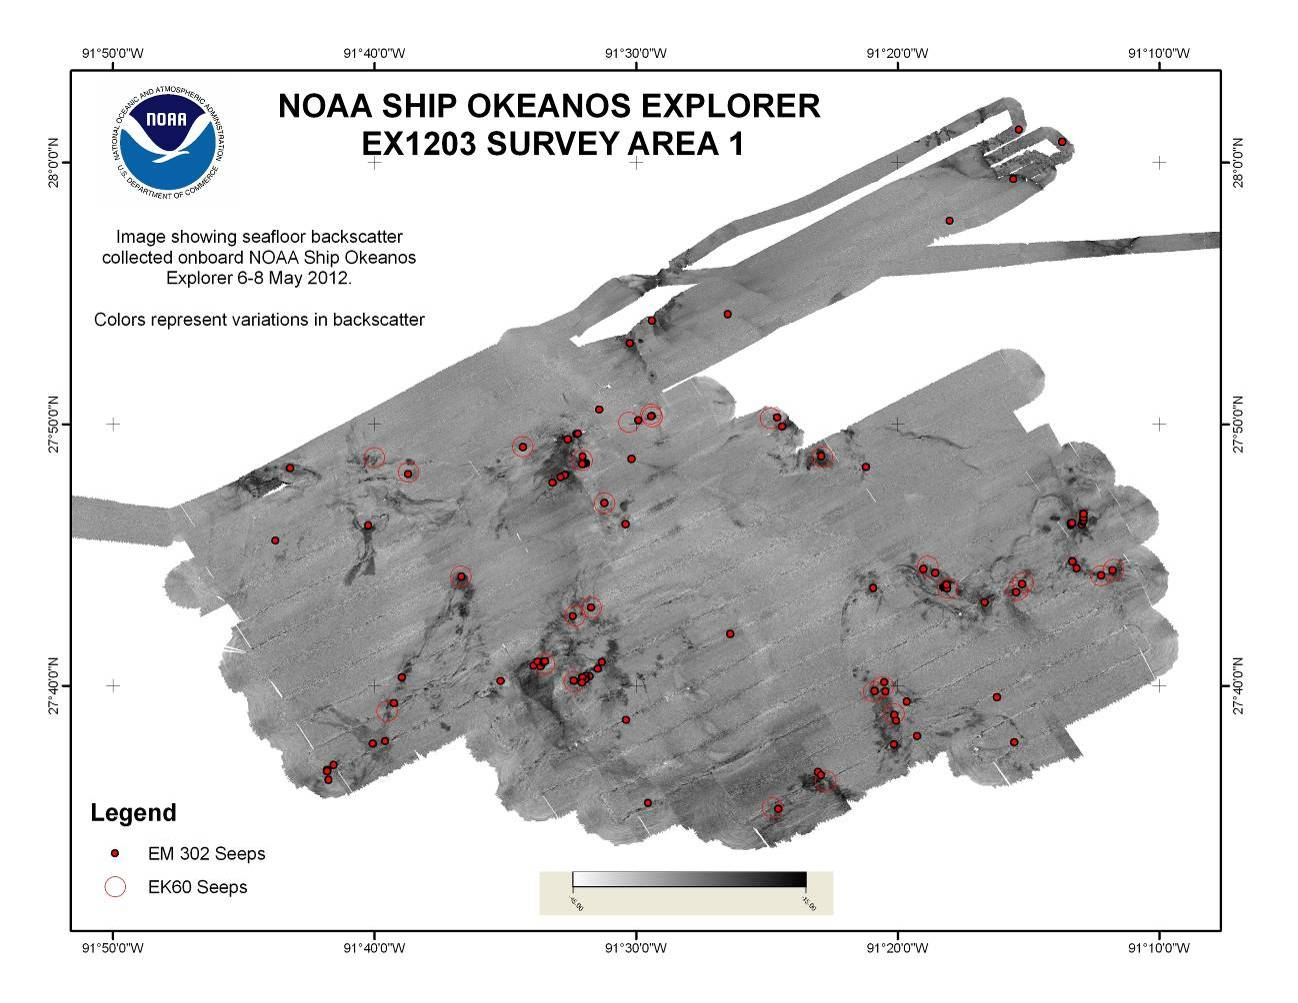 91°50'0"W 91°40'0"W 91°30'0"W 91°20'0"W 91°10'0"W
NOAA SHIP OKEANOS EXPLORER
EX1203 SURVEY AREA 1
NATIONAL OCEANIC AND ATMOSPHERIC ADMINISTRATION
NOAA
U.S. DEPARTMENT OF COMMERCE
28°0'0"N 28°0'0"N
Image showing seafloor backscatter
collected onboard NOAA Ship Okeanos
Explorer 6-8 May 2012.
Colors represent variations in backscatter
27°50'0"N 27°50'0"N
27°40'0"N 27°40'0"N
Legend
EM 302 Seeps
EK60 Seeps
91°50'0"W 91°40'0"W 91°30'0"W 91°20'0"W 91°10'0"W